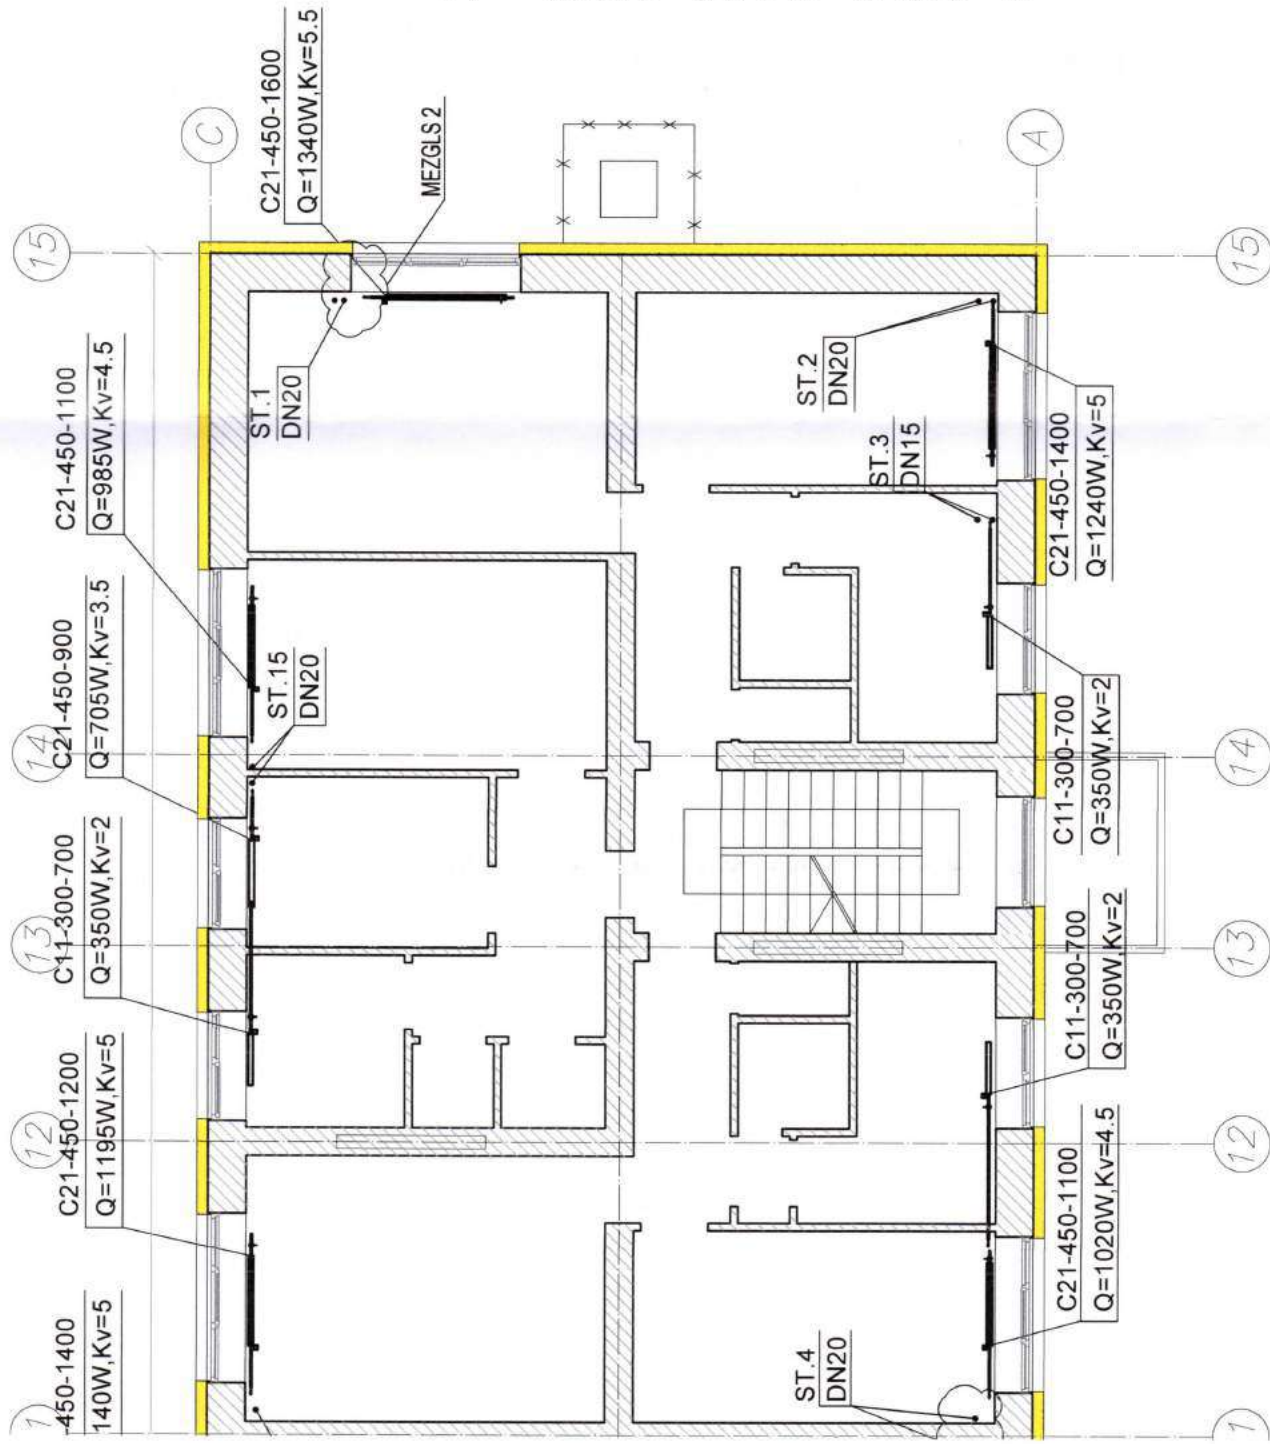 C21-450-1600
Q=1340W,Kv=5.5
MEZGLS 2
C
A
15
15
ST.1
DN20
C21-450-1100
Q=985W,Kv=4.5
ST.2
DN20
ST.3
DN15
C21-450-1400
Q=1240W,Kv=5
C21-450-900
Q=705W,Kv=3.5
ST.15
DN20
14
14
C11-300-700
Q=350W,Kv=2
C11-300-700
Q=350W,Kv=2
13
13
C11-300-700
Q=350W,Kv=2
C21-450-1200
Q=1195W,Kv=5
12
12
C21-450-1100
Q=1020W,Kv=4.5
ST.4
DN20
-450-1400
140W,Kv=5
1
1